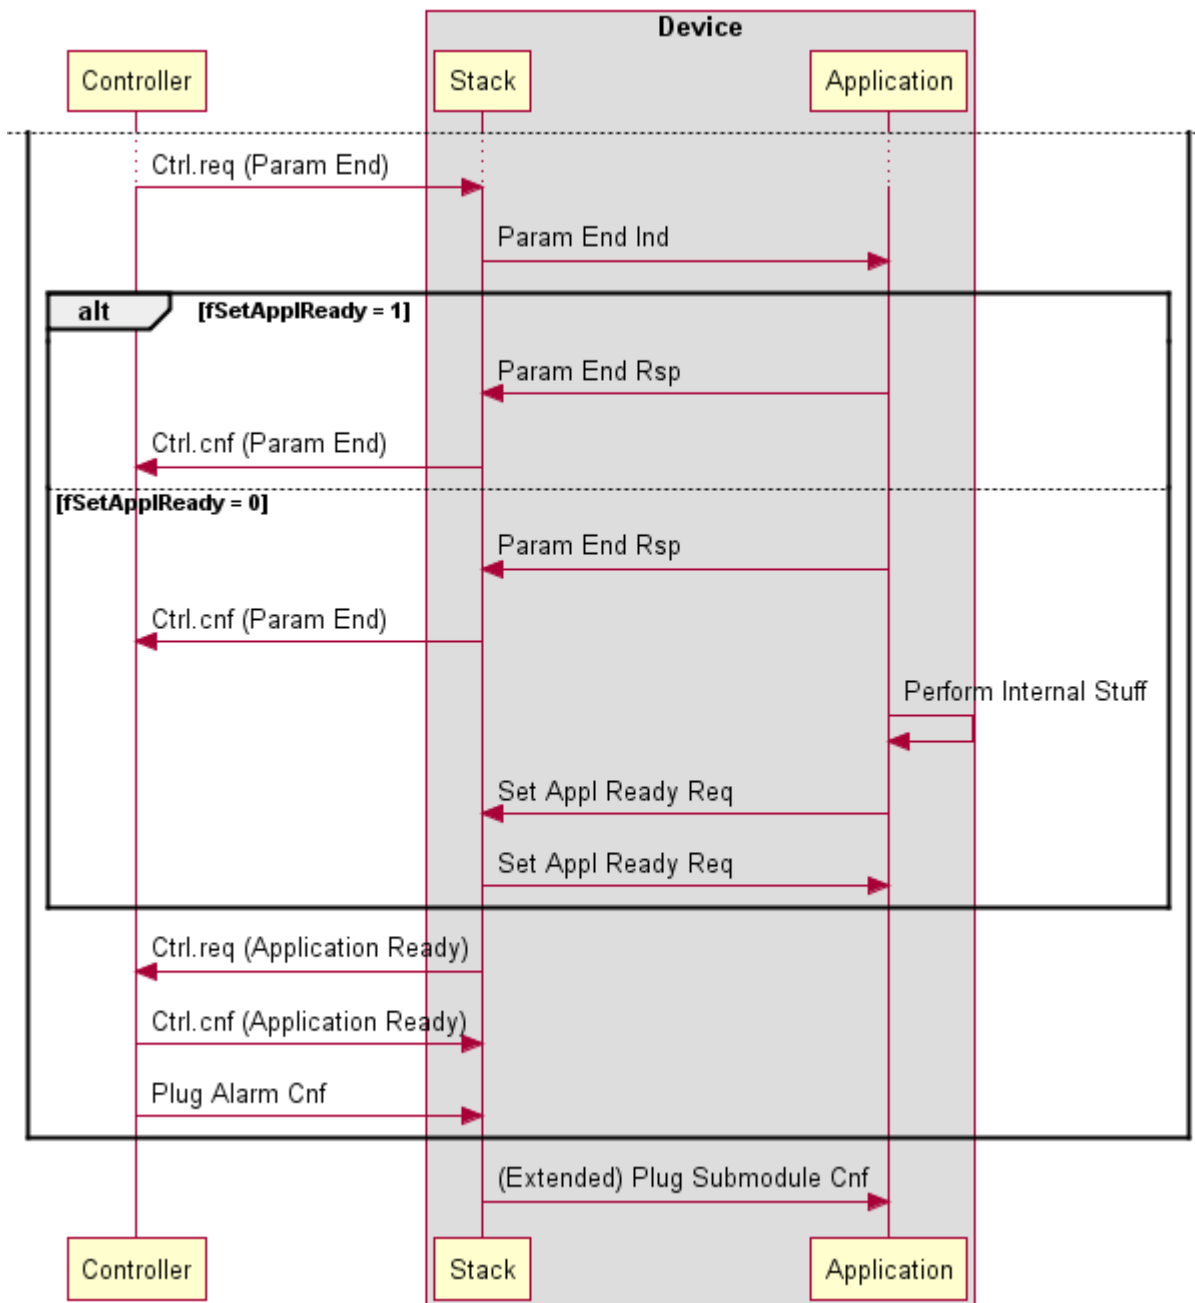 Device
Controller
Stack
Application
Ctrl.req (Param End)
Param End Ind
alt
[fSetApplReady = 1]
Param End Rsp
Ctrl.cnf (Param End)
[fSetApplReady = 0]
Param End Rsp
Ctrl.cnf (Param End)
Perform Internal Stuff
Set Appl Ready Req
Set Appl Ready Req
Ctrl.req (Application Ready)
Ctrl.cnf (Application Ready)
Plug Alarm Cnf
(Extended) Plug Submodule Cnf
Controller
Stack
Application